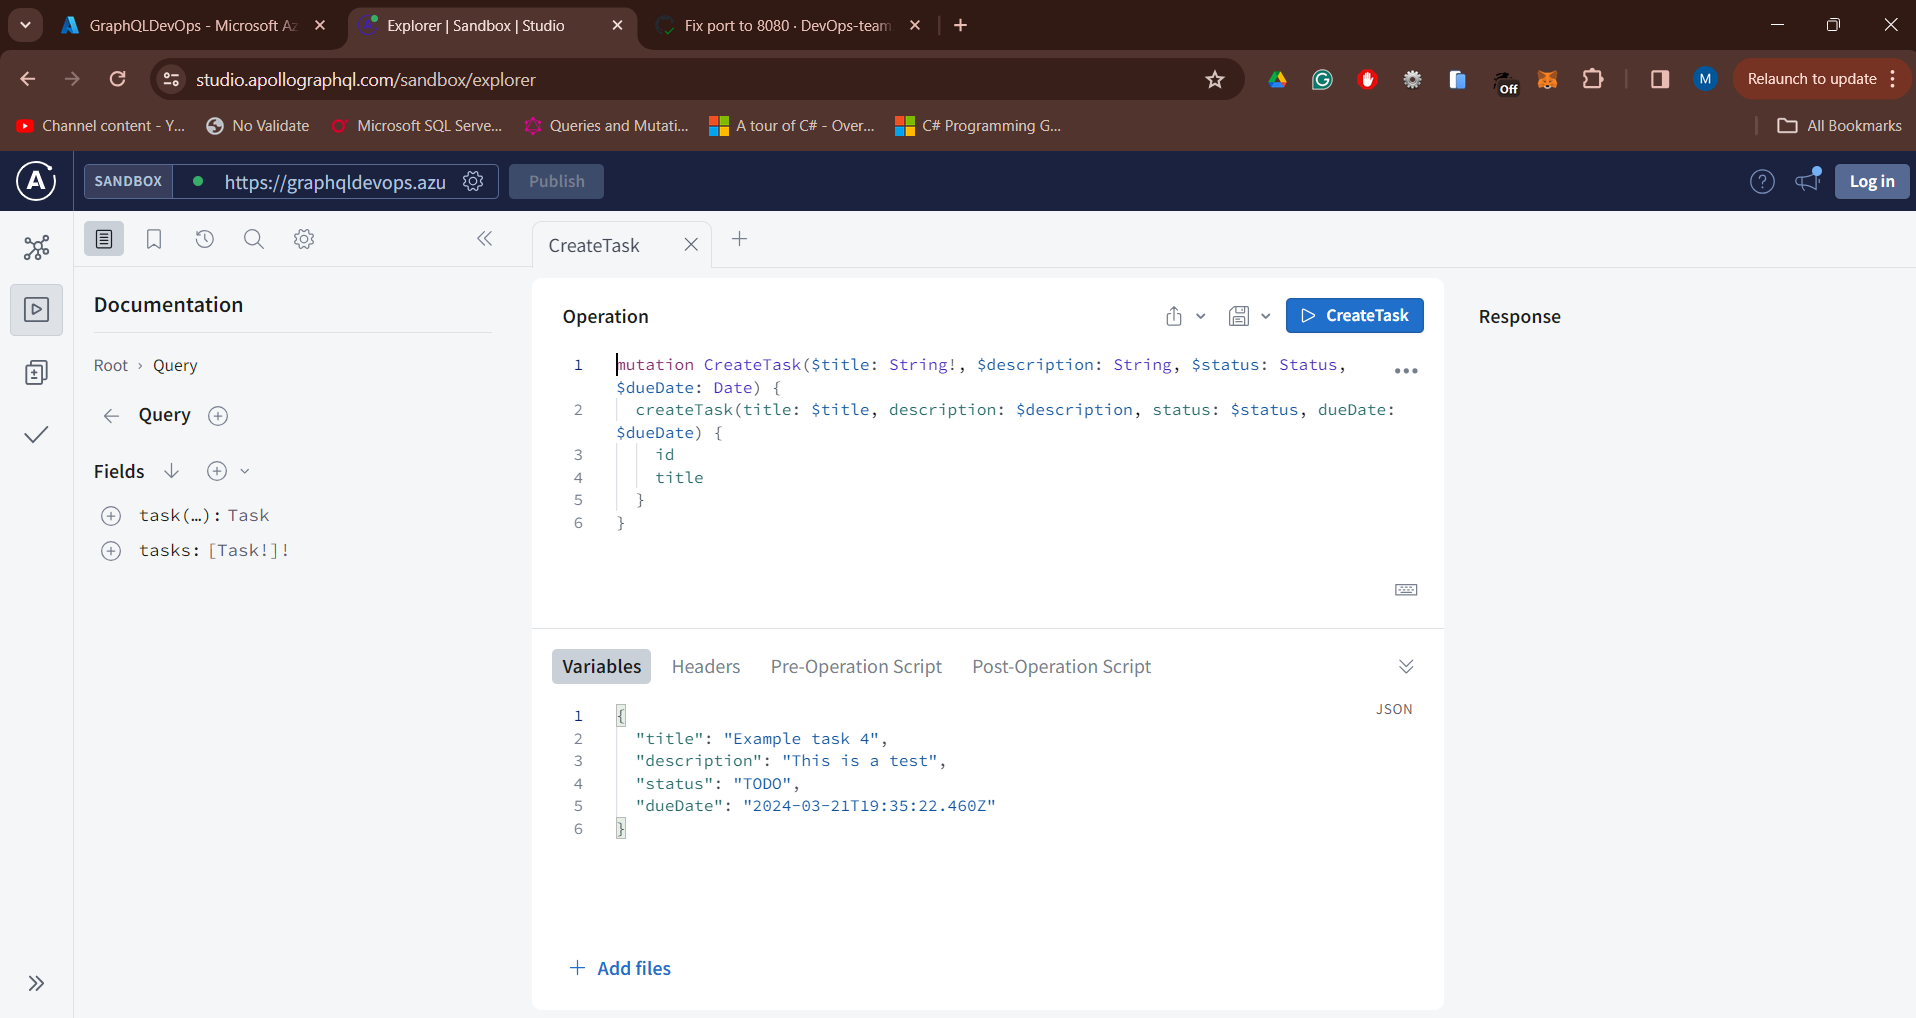 GraphQLDevOps - Microsoft Az
Explorer | Sandbox | Studio
Fix port to 8080 · DevOps-team
studio.apollographql.com/sandbox/explorer
Off
M
Relaunch to update
Channel content - Y...
No Validate
Microsoft SQL Serve...
Queries and Mutati...
A tour of C# - Over...
C# Programming G...
All Bookmarks
A
SANDBOX
https://graphqldevops.azu
Publish
?
Log in
CreateTask
Documentation
Root › Query
Query
Fields
task(…): Task
tasks: [Task!]!
Operation
CreateTask
Response
1 mutation CreateTask($title: String!, $description: String, $status: Status,
$dueDate: Date) {
2 createTask(title: $title, description: $description, status: $status, dueDate:
$dueDate) {
3 id
4 title
5 }
6 }
Variables
Headers
Pre-Operation Script
Post-Operation Script
JSON
1 {
2 "title": "Example task 4",
3 "description": "This is a test",
4 "status": "TODO",
5 "dueDate": "2024-03-21T19:35:22.460Z"
6 }
+ Add files